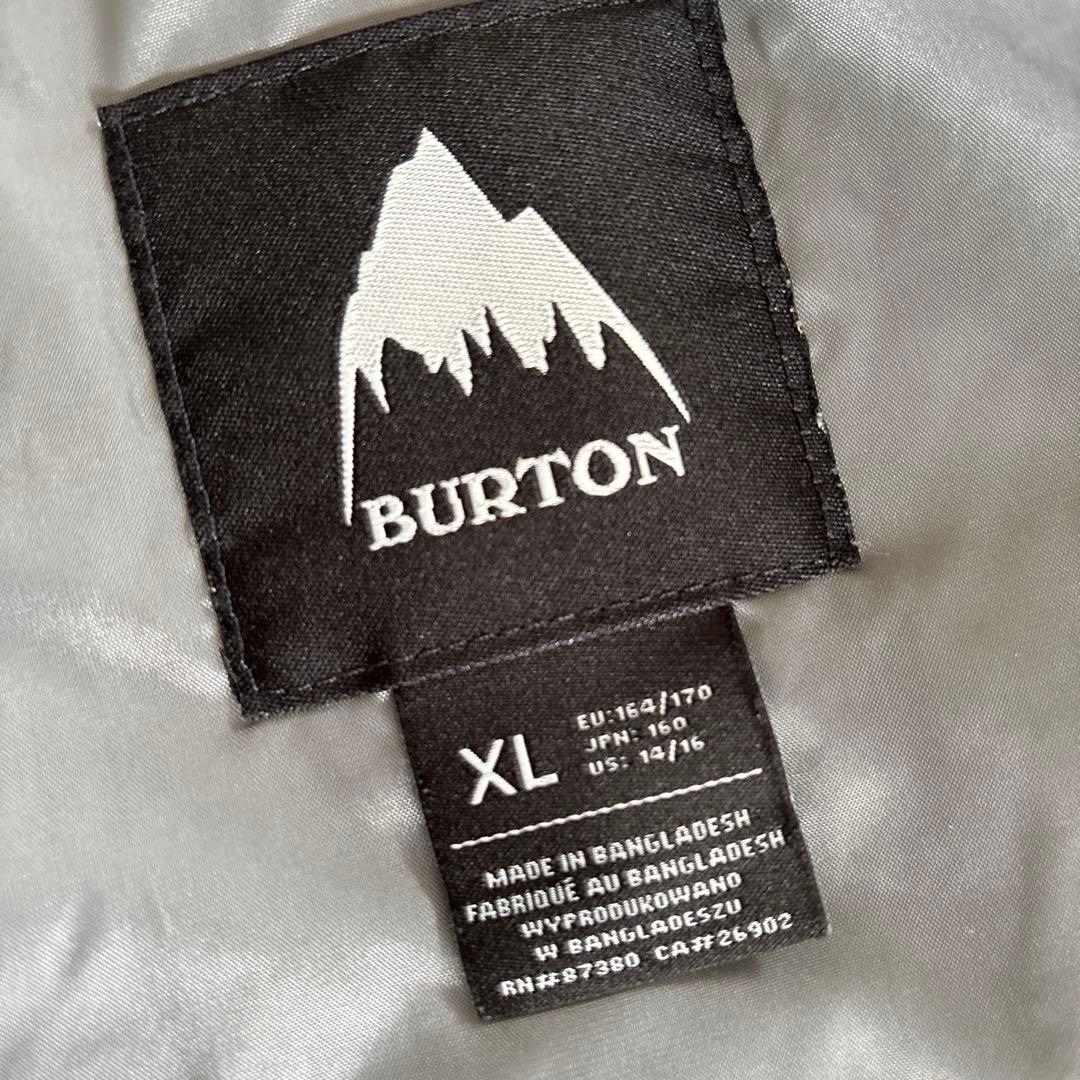 BURTON
XL
EU:164/170
JPN: 160
US: 14/16
MADE IN BANGLADESH
FABRIQUÉ AU BANGLADESH
WYPRODUKOWANO
W BANGLADESZU
RN#87380 CA#26902